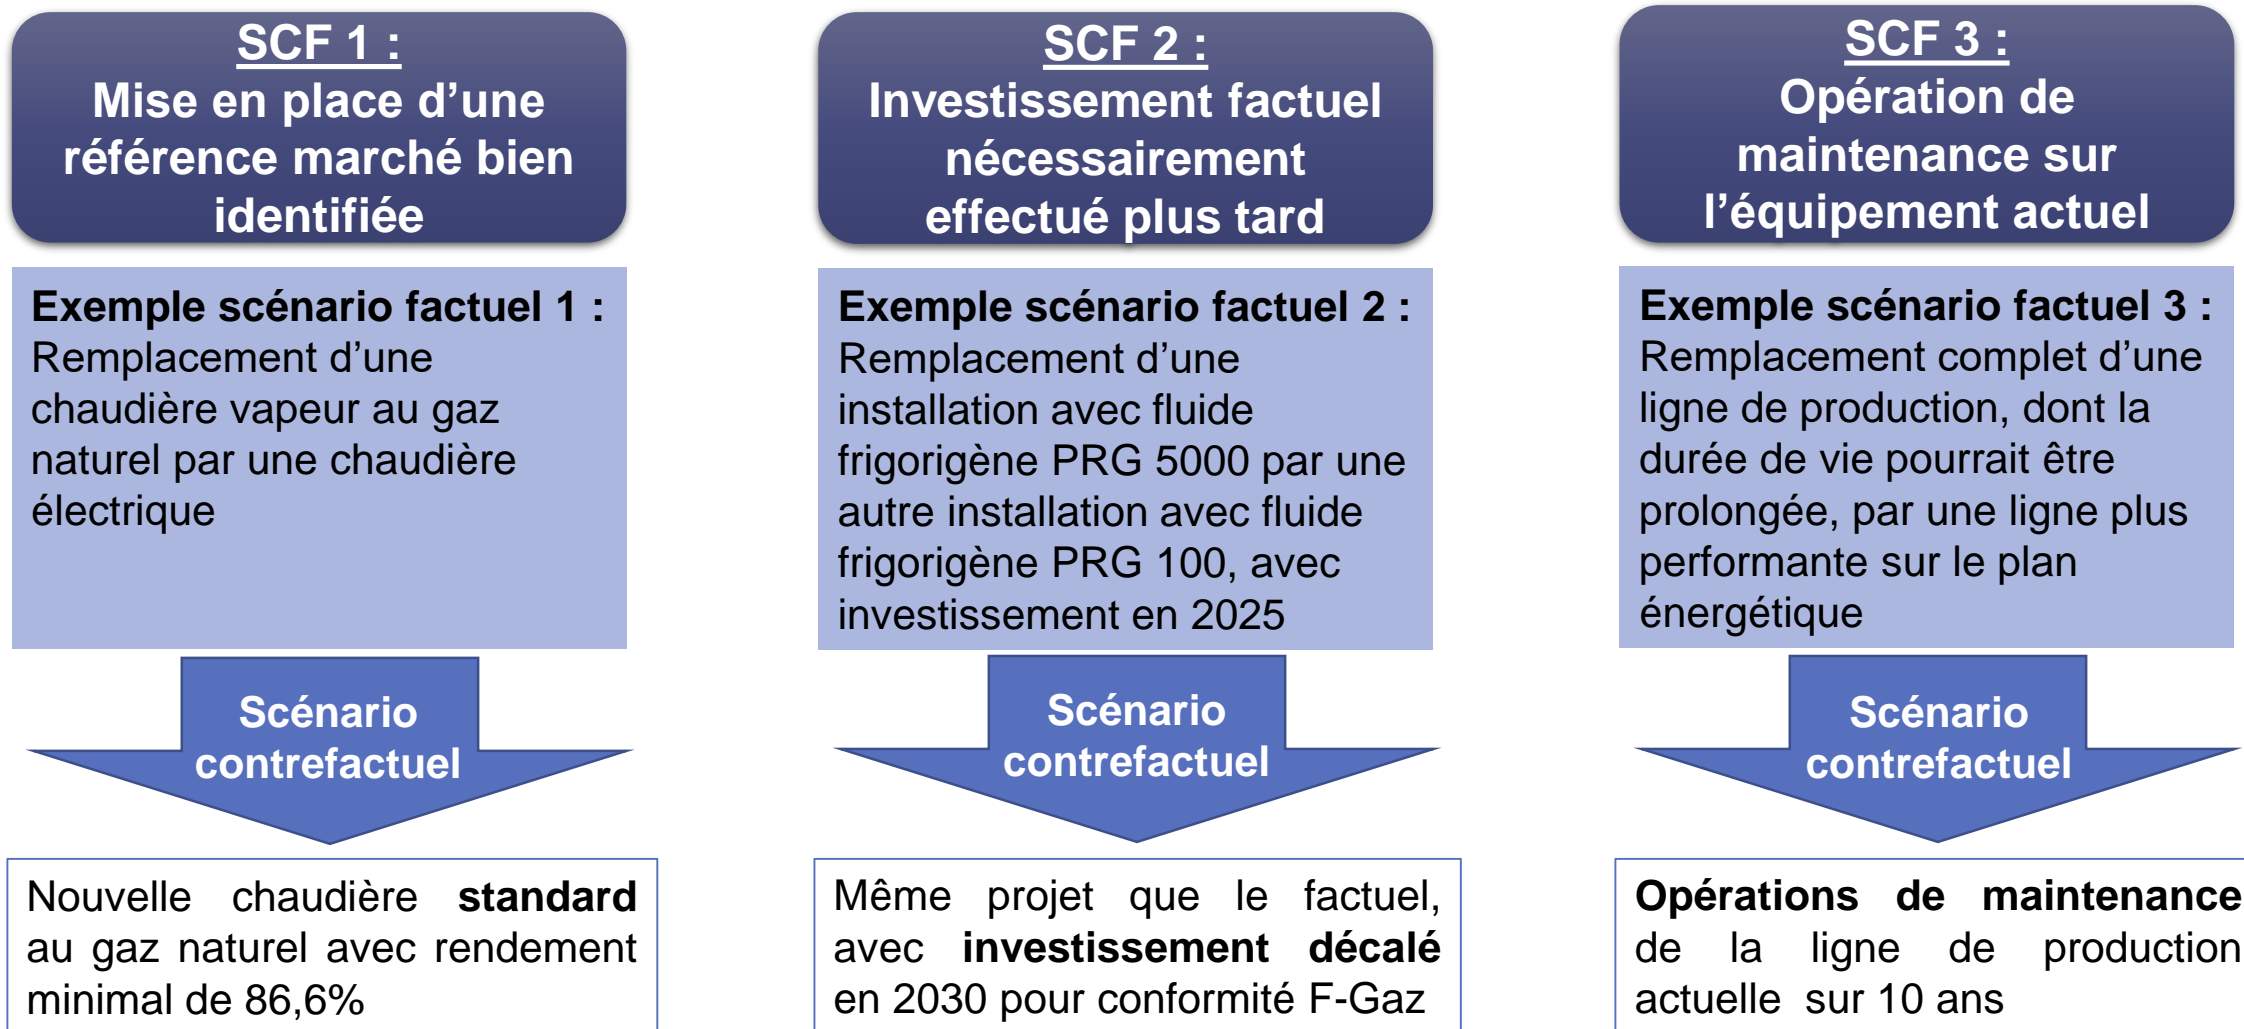 SCF 1 :
Mise en place d’une
référence marché bien
identifiée
Exemple scénario factuel 1 :
Remplacement d’une
chaudière vapeur au gaz
naturel par une chaudière
électrique
Scénario
contrefactuel
Nouvelle chaudière standard
au gaz naturel avec rendement
minimal de 86,6%
SCF 2 :
Investissement factuel
nécessairement
effectué plus tard
Exemple scénario factuel 2 :
Remplacement d’une
installation avec fluide
frigorigène PRG 5000 par une
autre installation avec fluide
frigorigène PRG 100, avec
investissement en 2025
Scénario
contrefactuel
Même projet que le factuel,
avec investissement décalé
en 2030 pour conformité F-Gaz
SCF 3 :
Opération de
maintenance sur
l’équipement actuel
Exemple scénario factuel 3 :
Remplacement complet d’une
ligne de production, dont la
durée de vie pourrait être
prolongée, par une ligne plus
performante sur le plan
énergétique
Scénario
contrefactuel
Opérations de maintenance
de la ligne de production
actuelle sur 10 ans